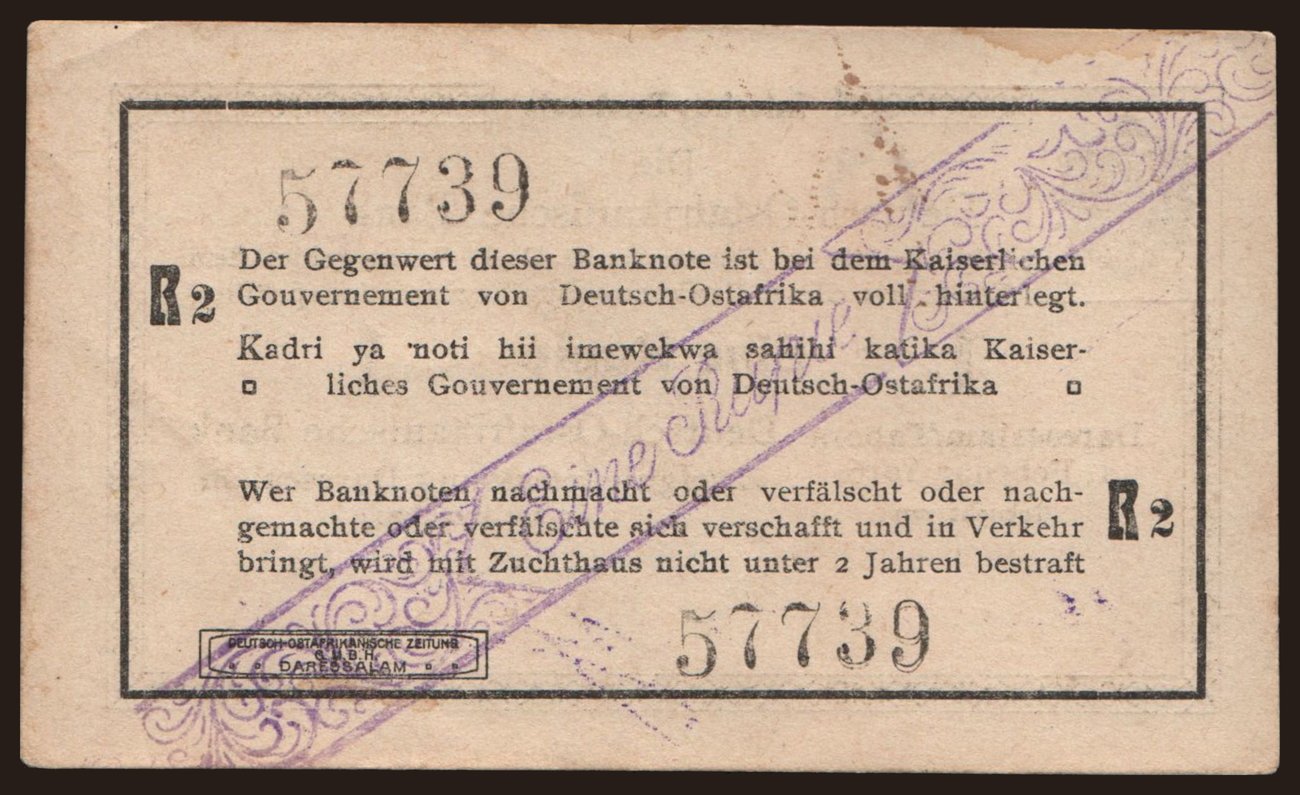 57739
Der Gegenwert dieser Banknote ist bei dem Kaiserlichen
R2 Gouvernement von Deutsch-Ostafrika voll hinterlegt.
Kadri ya noti hii imewekwa sahihi katika Kaiser-
liches Gouvernement von Deutsch-Ostafrika
Eine Rupie
Wer Banknoten nachmacht oder verfälscht oder nach-
gemachte oder verfälschte sich verschafft und in Verkehr R2
bringt, wird mit Zuchthaus nicht unter 2 Jahren bestraft
57739
DEUTSCH-OSTAFRIKANISCHE ZEITUNG
G.M.B.H.
DARESSALAM